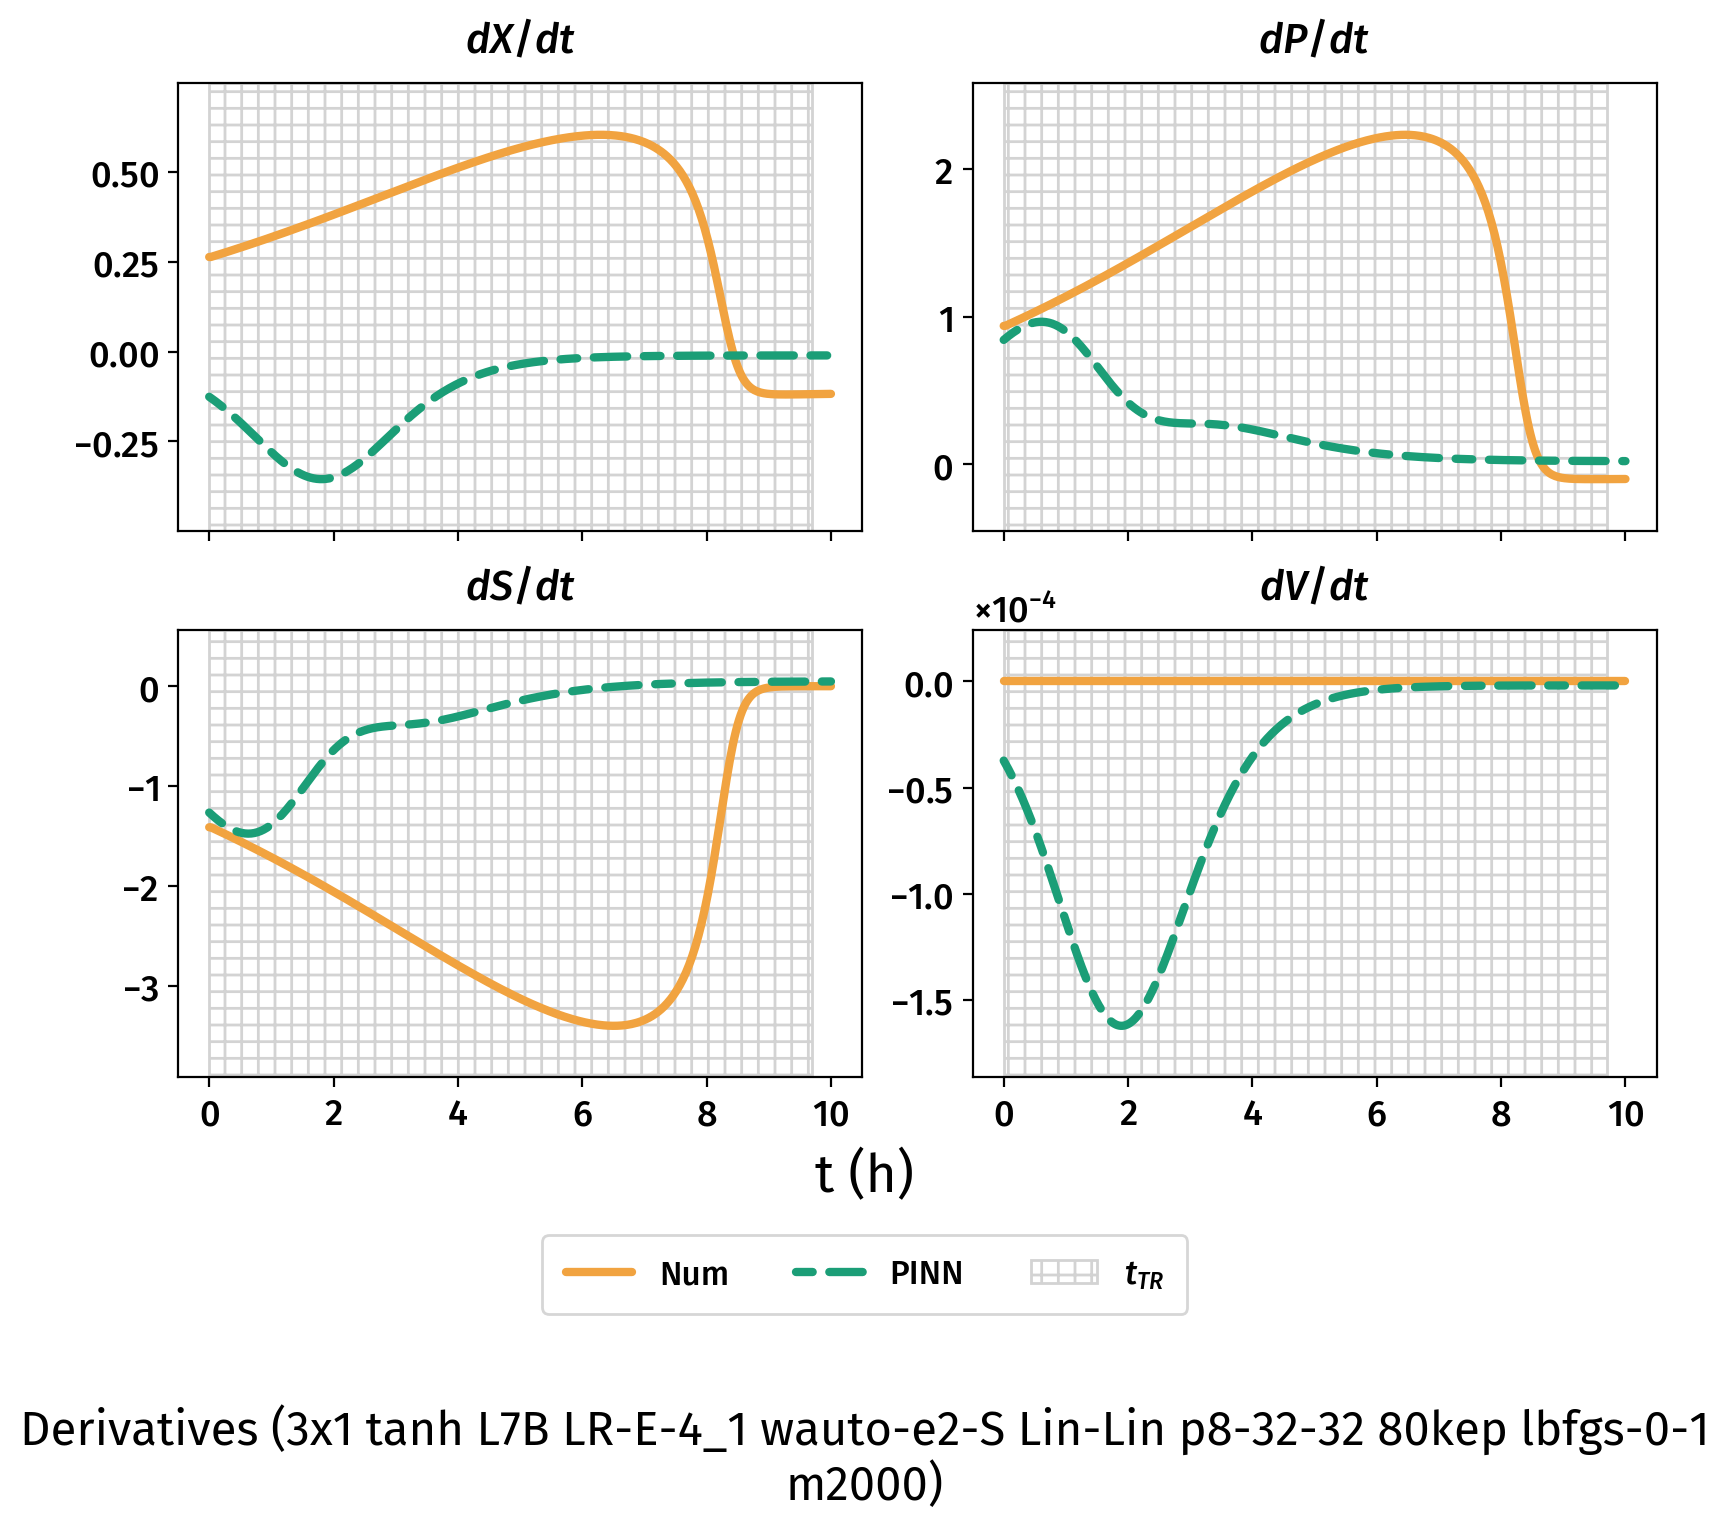 dX/dt
dP/dt
0.50
0.25
0.00
−0.25
2
1
0
dS/dt
dV/dt
×10⁻⁴
0
−1
−2
−3
0.0
−0.5
−1.0
−1.5
0 2 4 6 8 10
0 2 4 6 8 10
t (h)
Num PINN t_TR
Derivatives (3x1 tanh L7B LR-E-4_1 wauto-e2-S Lin-Lin p8-32-32 80kep lbfgs-0-1
m2000)